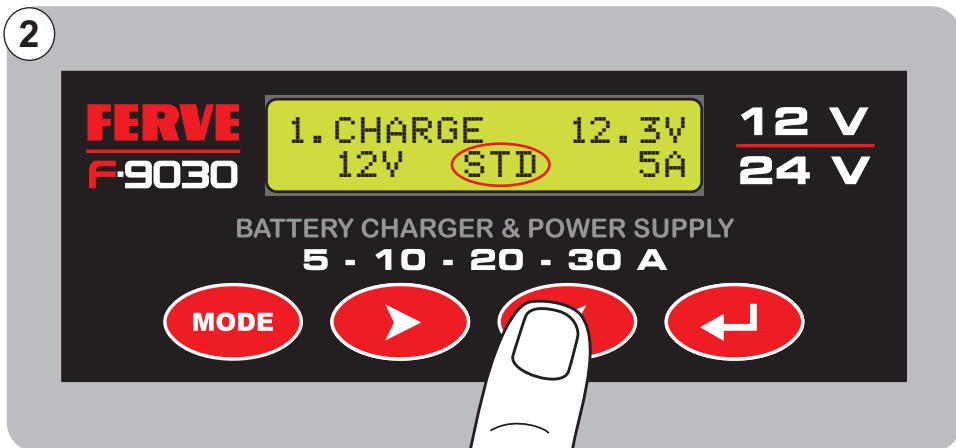 2
FERVE
F-9030
1.CHARGE 12.3V
12V STD 5A
12 V
24 V
BATTERY CHARGER & POWER SUPPLY
5 - 10 - 20 - 30 A
MODE